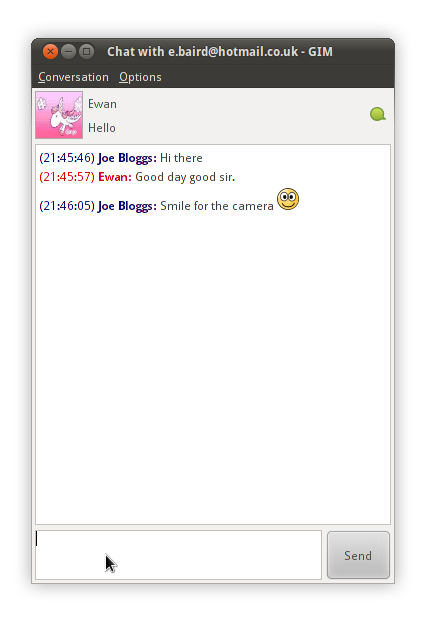 Chat with e.baird@hotmail.co.uk - GIM
Conversation Options
Ewan
Hello
(21:45:46) Joe Bloggs: Hi there
(21:45:57) Ewan: Good day good sir.
(21:46:05) Joe Bloggs: Smile for the camera
Send